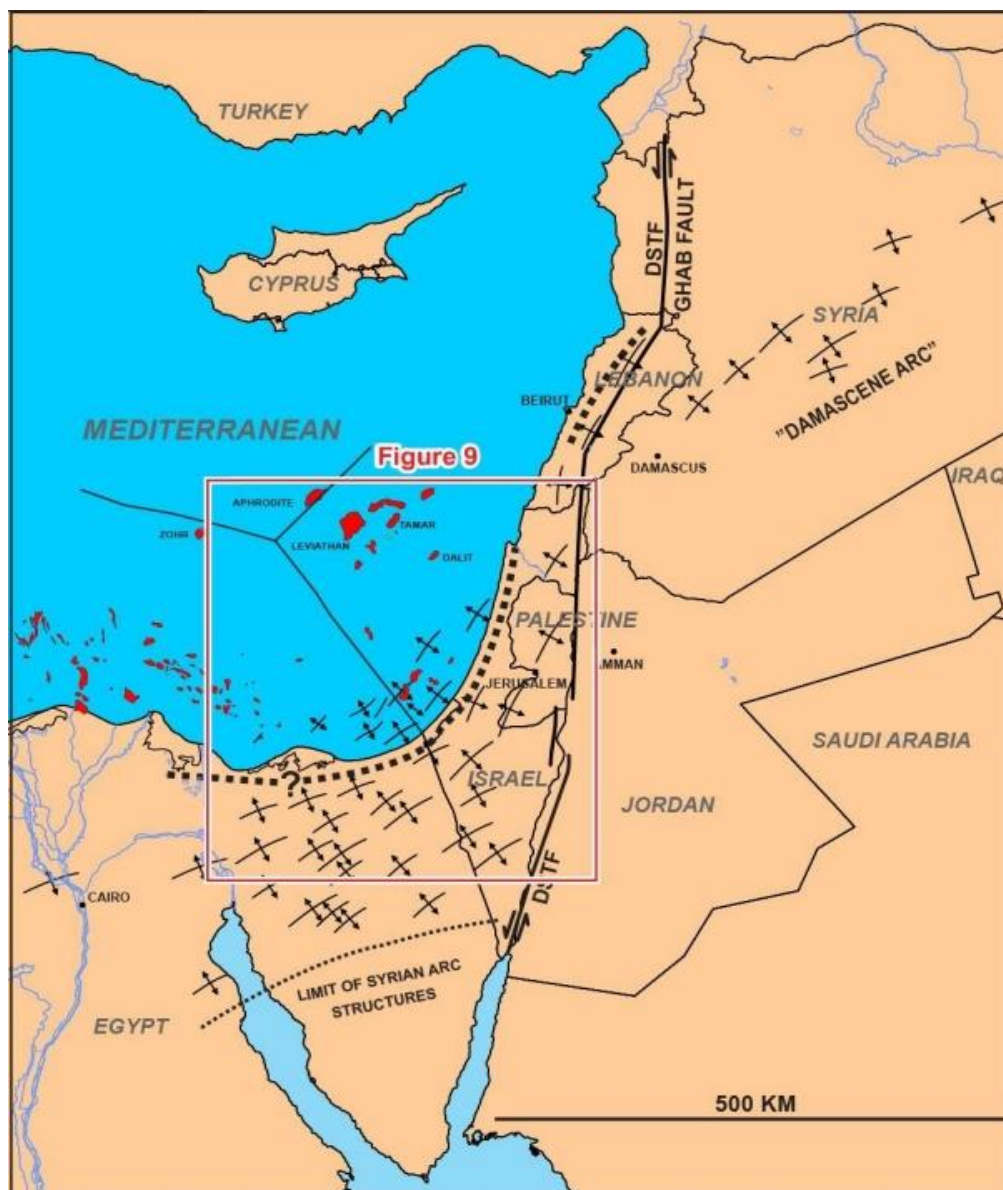 TURKEY
DSTF
GHAB FAULT
CYPRUS
SYRIA
LEBANON
BEIRUT
"DAMASCENE ARC"
MEDITERRANEAN
DAMASCUS
Figure 9
IRAQ
APHRODITE
ZOHR
TAMAR
LEVIATHAN
DALIT
PALESTINE
AMMAN
JERUSALEM
SAUDI ARABIA
?
ISRAEL
JORDAN
DSTF
CAIRO
LIMIT OF SYRIAN ARC
STRUCTURES
EGYPT
500 KM